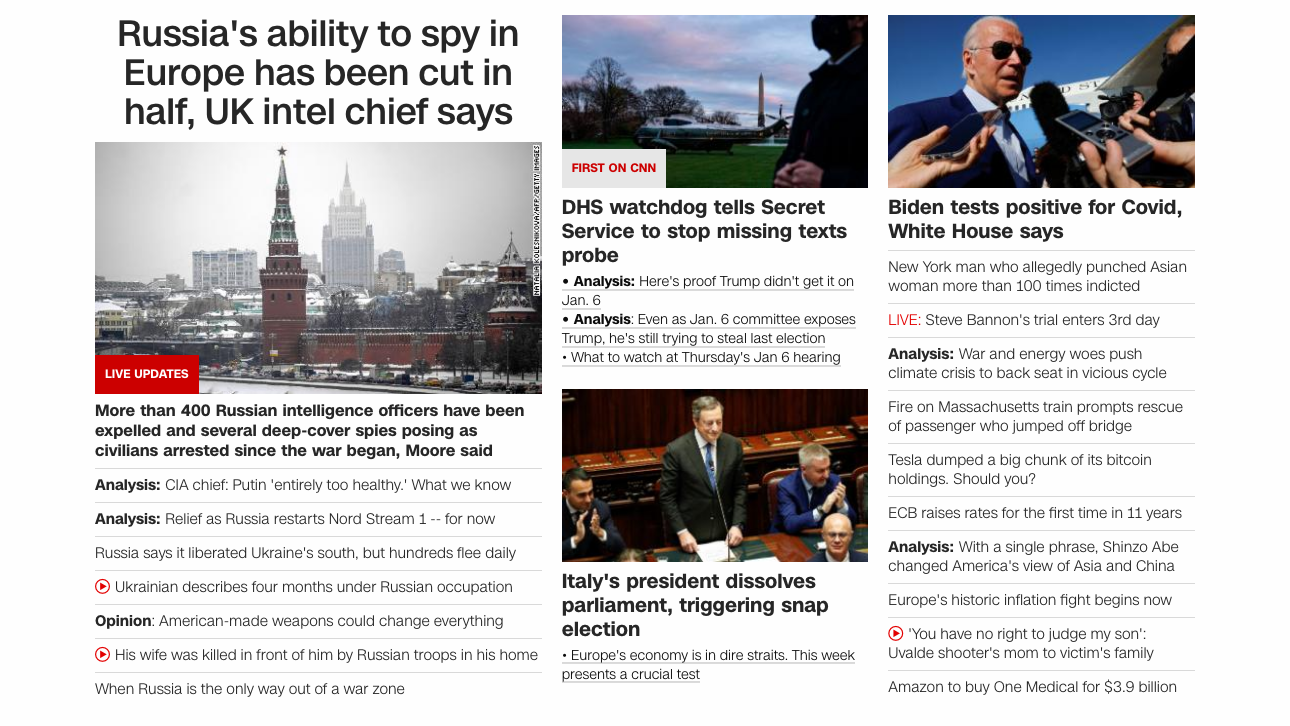 Russia's ability to spy in
Europe has been cut in
half, UK intel chief says
NATALIA KOLESNIKOVA/AFP/GETTY IMAGES
LIVE UPDATES
More than 400 Russian intelligence officers have been
expelled and several deep-cover spies posing as
civilians arrested since the war began, Moore said
Analysis: CIA chief: Putin 'entirely too healthy.' What we know
Analysis: Relief as Russia restarts Nord Stream 1 -- for now
Russia says it liberated Ukraine's south, but hundreds flee daily
Ukrainian describes four months under Russian occupation
Opinion: American-made weapons could change everything
His wife was killed in front of him by Russian troops in his home
When Russia is the only way out of a war zone
FIRST ON CNN
DHS watchdog tells Secret
Service to stop missing texts
probe
• Analysis: Here's proof Trump didn't get it on
Jan. 6
• Analysis: Even as Jan. 6 committee exposes
Trump, he's still trying to steal last election
• What to watch at Thursday's Jan 6 hearing
Italy's president dissolves
parliament, triggering snap
election
• Europe's economy is in dire straits. This week
presents a crucial test
Biden tests positive for Covid,
White House says
New York man who allegedly punched Asian
woman more than 100 times indicted
LIVE: Steve Bannon's trial enters 3rd day
Analysis: War and energy woes push
climate crisis to back seat in vicious cycle
Fire on Massachusetts train prompts rescue
of passenger who jumped off bridge
Tesla dumped a big chunk of its bitcoin
holdings. Should you?
ECB raises rates for the first time in 11 years
Analysis: With a single phrase, Shinzo Abe
changed America's view of Asia and China
Europe's historic inflation fight begins now
'You have no right to judge my son':
Uvalde shooter's mom to victim's family
Amazon to buy One Medical for $3.9 billion